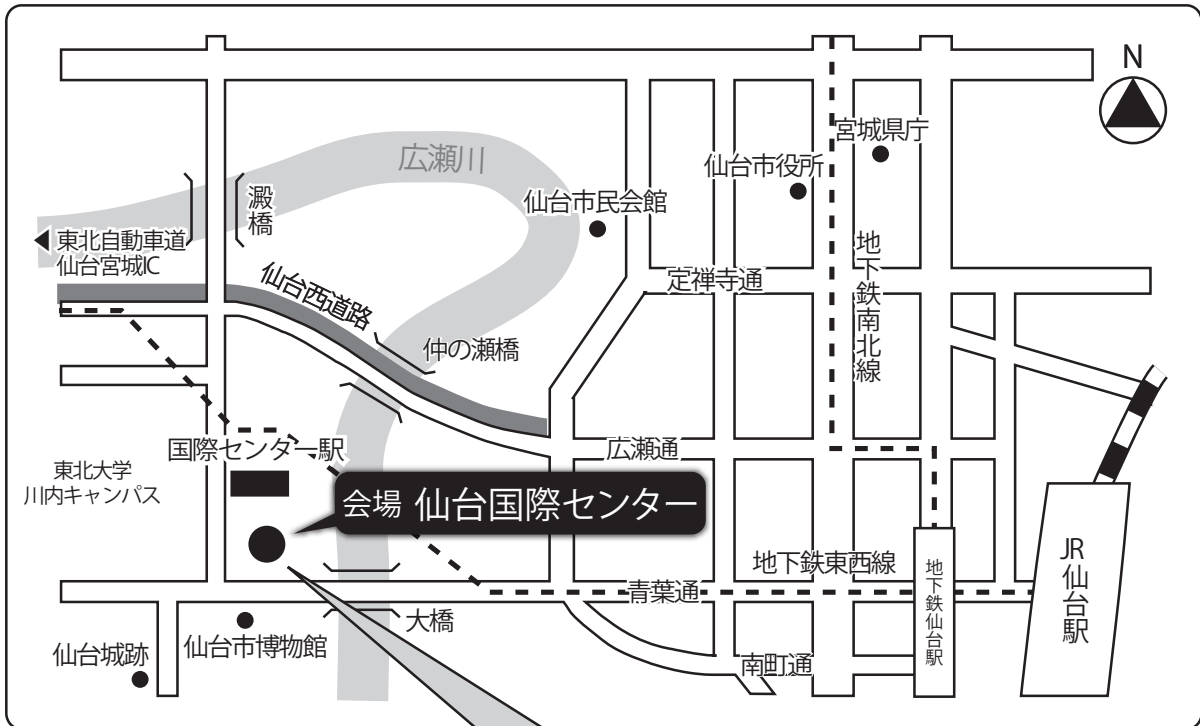 N
宮城県庁
仙台市役所
広瀬川
澱橋
仙台市民会館
東北自動車道
仙台宮城IC
仙台西道路
定禅寺通
地下鉄南北線
仲の瀬橋
国際センター駅
広瀬通
東北大学
川内キャンパス
会場 仙台国際センター
JR仙台駅
地下鉄東西線
地下鉄仙台駅
青葉通
大橋
仙台市博物館
仙台城跡
南町通